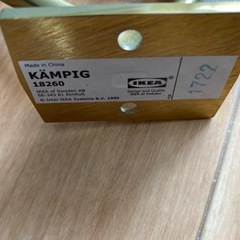 Made in China
KÄMPIG
18260
IKEA of Sweden AB
SE-343 81 Älmhult
© Inter IKEA Systems B.V. 1999
IKEA
Design and Quality
IKEA of Sweden
1722